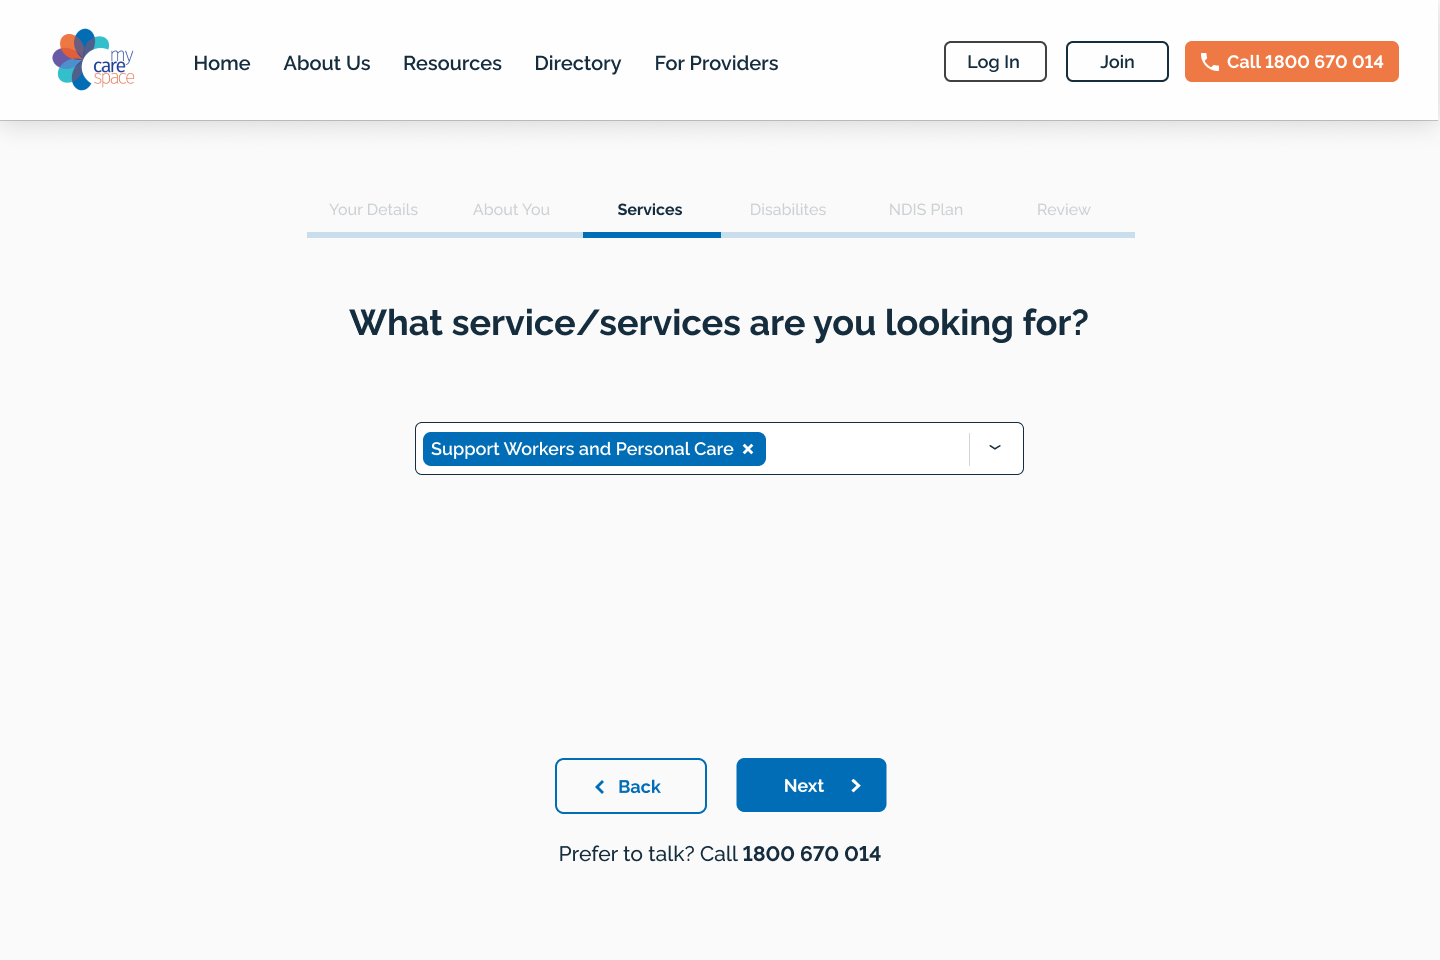 my
care
space
Home About Us Resources Directory For Providers Log In Join Call 1800 670 014
Your Details About You Services Disabilites NDIS Plan Review
What service/services are you looking for?
Support Workers and Personal Care
Back Next
Prefer to talk? Call 1800 670 014